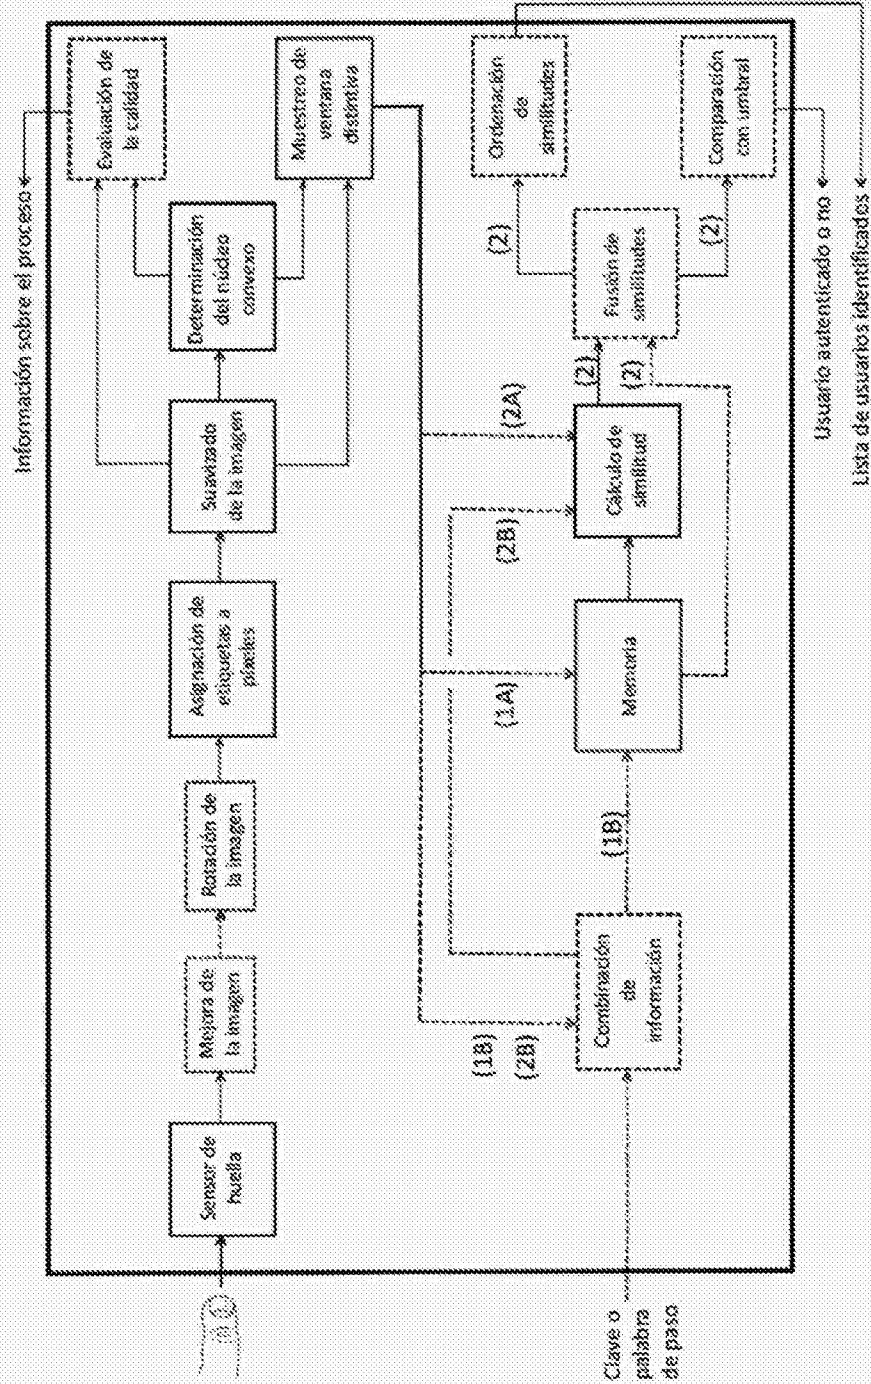 Información sobre el proceso
Evaluación de
la calidad
Muestreo de
ventana
distintiva
Determinación
del núcleo
convexo
Suavizado
de la imagen
Asignación de
etiquetas a
píxeles
Rotación de
la imagen
Mejora de
la imagen
Sensor de
huella
Ordenación
de
similitudes
Comparación
con umbral
(2)
(2)
Fusión de
similitudes
(2)
(2)
(2A)
(2B)
Cálculo de
similitud
(1A)
Memoria
(1B)
(1B)
(2B)
Combinación
de
información
Clave o
palabra
de paso
Usuario autenticado o no
Lista de usuarios identificados